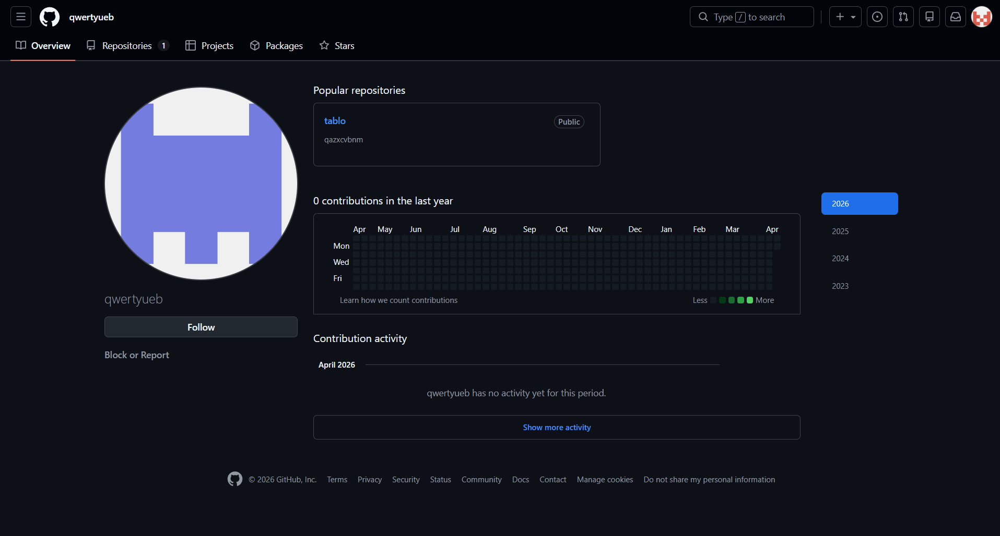 qwertyueb
Type / to search
Overview
Repositories 1
Projects
Packages
Stars
Popular repositories
tablo
Public
qazxcvbnm
0 contributions in the last year
2026
2025
2024
2023
Apr May Jun Jul Aug Sep Oct Nov Dec Jan Feb Mar Apr
Mon
Wed
Fri
Learn how we count contributions
Less More
qwertyueb
Follow
Block or Report
Contribution activity
April 2026
qwertyueb has no activity yet for this period.
Show more activity
© 2026 GitHub, Inc. Terms Privacy Security Status Community Docs Contact Manage cookies Do not share my personal information